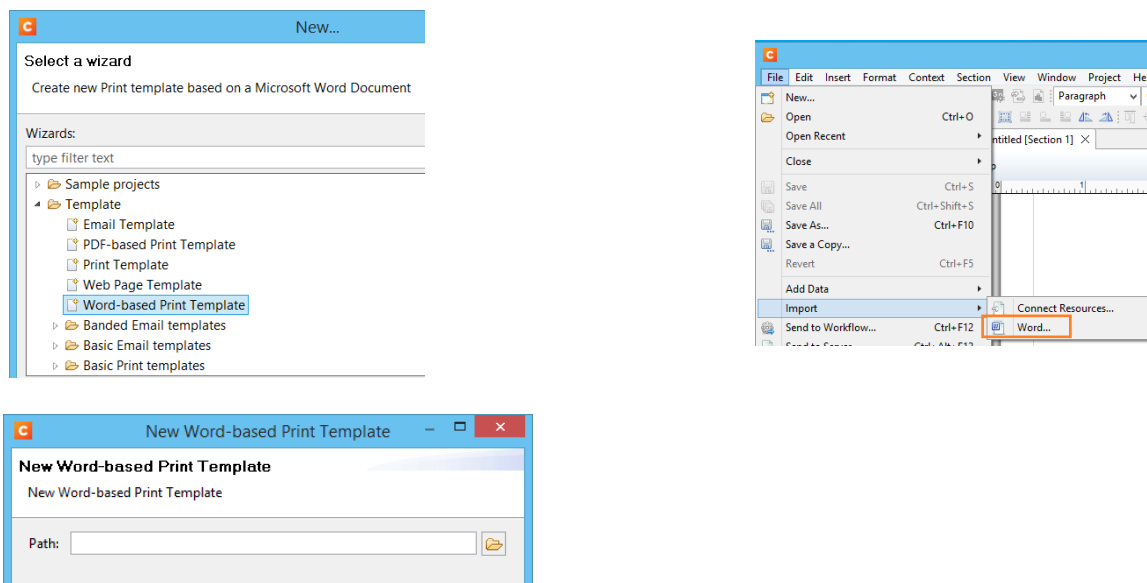 C
New...
Select a wizard
Create new Print template based on a Microsoft Word Document
Wizards:
type filter text
Sample projects
Template
Email Template
PDF-based Print Template
Print Template
Web Page Template
Word-based Print Template
Banded Email templates
Basic Email templates
Basic Print templates
C
File Edit Insert Format Context Section View Window Project He
New...
Paragraph
Open Ctrl+O
Open Recent
ntitled [Section 1]
Close
Save Ctrl+S
0 1
Save All Ctrl+Shift+S
Save As... Ctrl+F10
Save a Copy...
Revert Ctrl+F5
Add Data
Import
Connect Resources...
Send to Workflow... Ctrl+F12
Word...
C
New Word-based Print Template
New Word-based Print Template
New Word-based Print Template
Path: